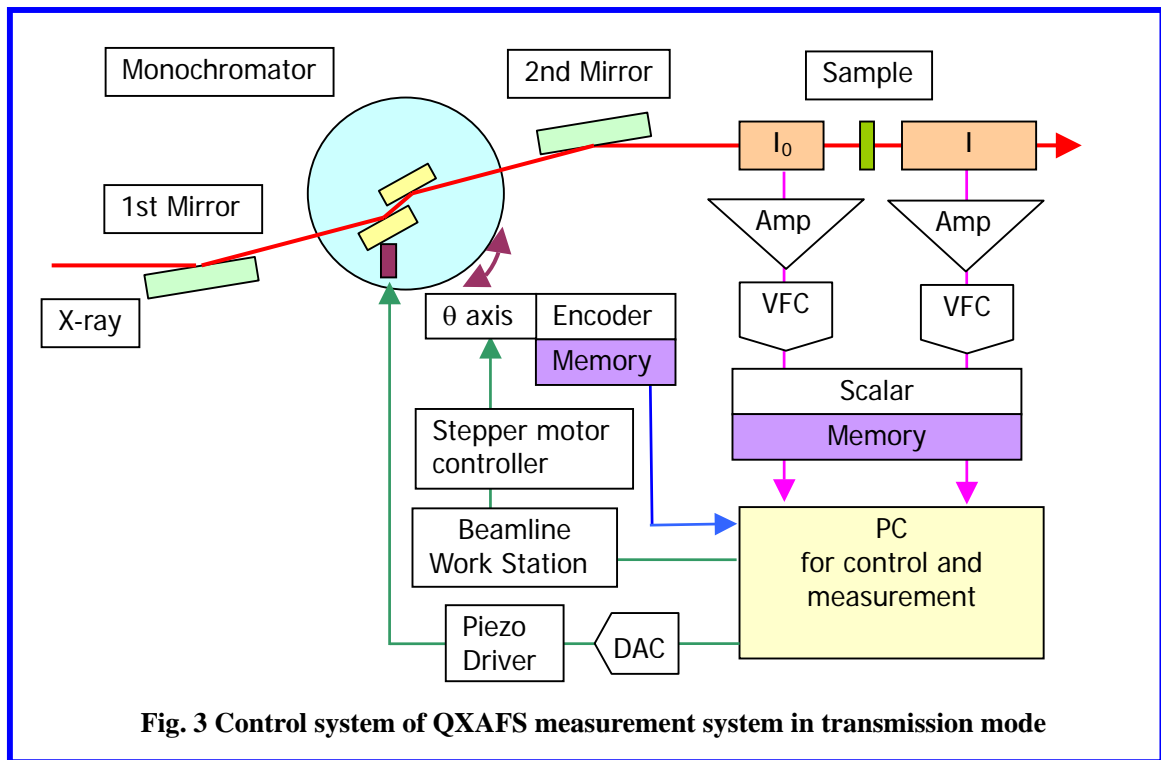 Monochromator
2nd Mirror
Sample
I₀
I
1st Mirror
Amp
Amp
X-ray
θ axis
Encoder
Memory
VFC
VFC
Scalar
Memory
Stepper motor
controller
Beamline
Work Station
PC
for control and
measurement
Piezo
Driver
DAC
Fig. 3 Control system of QXAFS measurement system in transmission mode